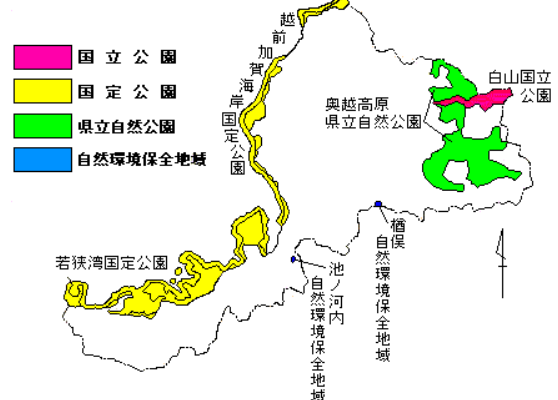 国立公園
国定公園
県立自然公園
自然環境保全地域
越前加賀海岸国定公園
白山国立
公園
奥越高原
県立自然公園
若狭湾国定公園
楢俣
自然環境保全地域
池ノ河内
自然環境保全地域